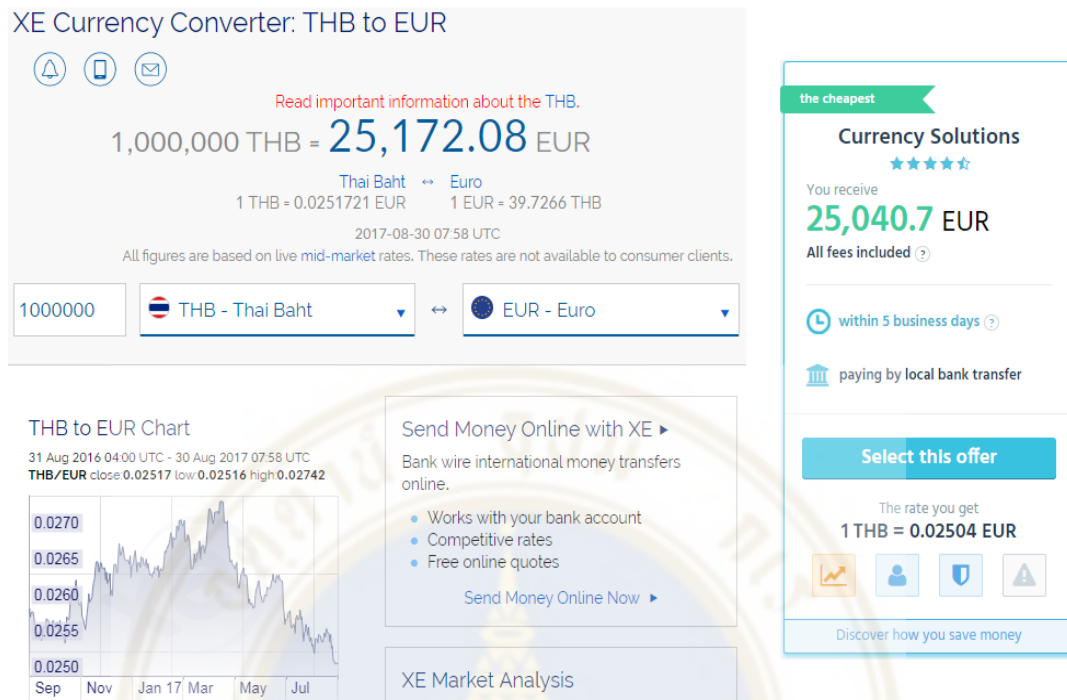 XE Currency Converter: THB to EUR
Read important information about the THB.
1,000,000 THB = 25,172.08 EUR
Thai Baht ↔ Euro
1 THB = 0.0251721 EUR 1 EUR = 39.7266 THB
2017-08-30 07:58 UTC
All figures are based on live mid-market rates. These rates are not available to consumer clients.
1000000 THB - Thai Baht ▼ ↔ EUR - Euro ▼
THB to EUR Chart
31 Aug 2016 04:00 UTC - 30 Aug 2017 07:58 UTC
THB/EUR close:0.02517 low:0.02516 high:0.02742
0.0270
0.0265
0.0260
0.0255
0.0250
Sep Nov Jan 17 Mar May Jul
Send Money Online with XE ▸
Bank wire international money transfers
online.
• Works with your bank account
• Competitive rates
• Free online quotes
Send Money Online Now ▸
XE Market Analysis
the cheapest
Currency Solutions
You receive
25,040.7 EUR
All fees included ?
within 5 business days ?
paying by local bank transfer
Select this offer
The rate you get
1 THB = 0.02504 EUR
Discover how you save money